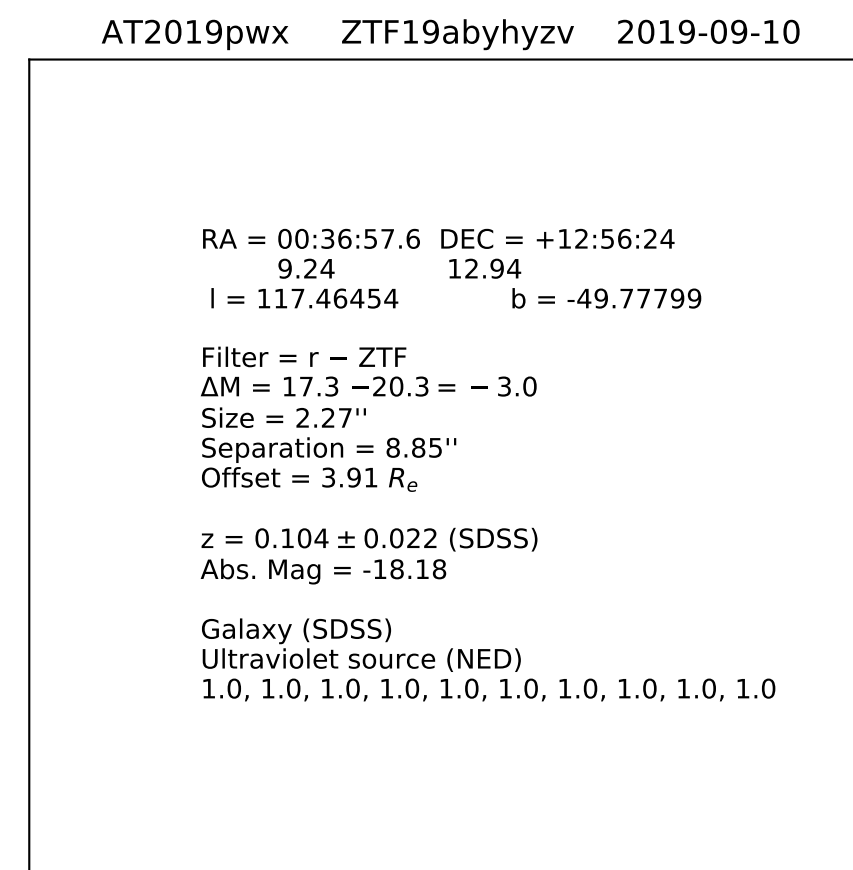 AT2019pwx ZTF19abyhyzv 2019-09-10
RA = 00:36:57.6 DEC = +12:56:24
9.24 12.94
l = 117.46454 b = -49.77799
Filter = r − ZTF
ΔM = 17.3 −20.3 = − 3.0
Size = 2.27''
Separation = 8.85''
Offset = 3.91 Rₑ
z = 0.104 ± 0.022 (SDSS)
Abs. Mag = -18.18
Galaxy (SDSS)
Ultraviolet source (NED)
1.0, 1.0, 1.0, 1.0, 1.0, 1.0, 1.0, 1.0, 1.0, 1.0